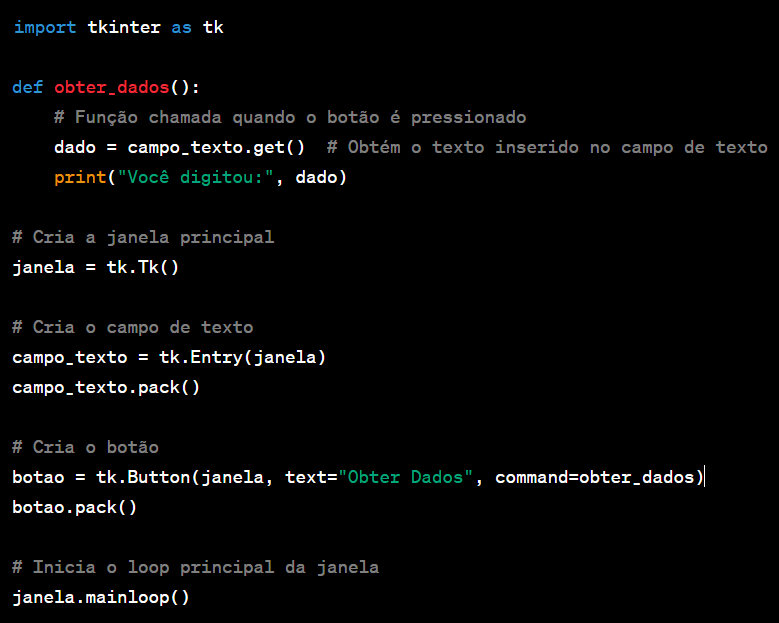 import tkinter as tk
def obter_dados():
# Função chamada quando o botão é pressionado
dado = campo_texto.get()  # Obtém o texto inserido no campo de texto
print("Você digitou:", dado)
# Cria a janela principal
janela = tk.Tk()
# Cria o campo de texto
campo_texto = tk.Entry(janela)
campo_texto.pack()
# Cria o botão
botao = tk.Button(janela, text="Obter Dados", command=obter_dados)
botao.pack()
# Inicia o loop principal da janela
janela.mainloop()